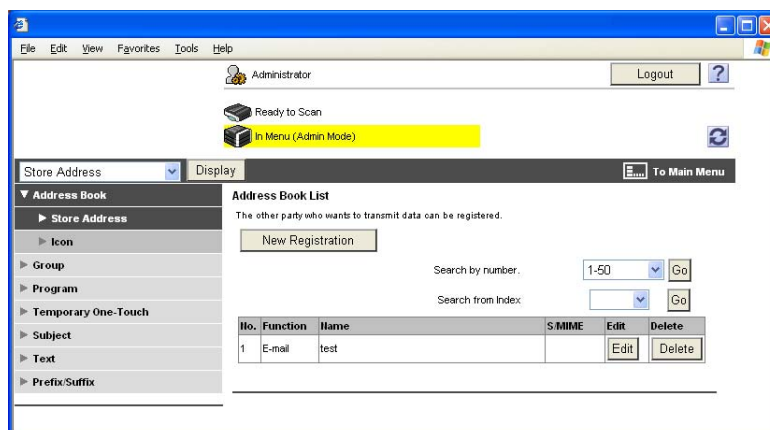 File Edit View Favorites Tools Help
Administrator Logout ?
Ready to Scan
In Menu (Admin Mode)
Store Address Display To Main Menu
Address Book
Store Address
Icon
Group
Program
Temporary One-Touch
Subject
Text
Prefix/Suffix
Address Book List
The other party who wants to transmit data can be registered.
New Registration
Search by number. 1-50 Go
Search from Index Go
No. Function Name S/MIME Edit Delete
1 E-mail test Edit Delete